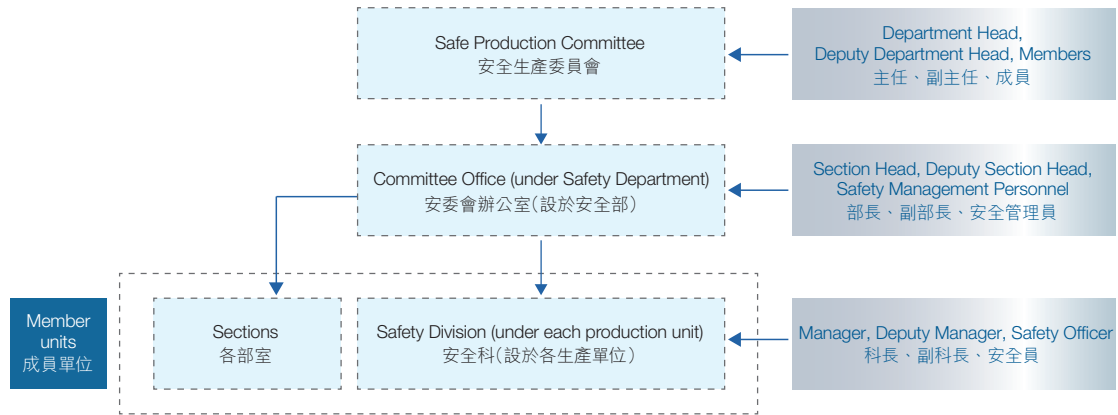 Safe Production Committee
安全生產委員會
Department Head,
Deputy Department Head, Members
主任、副主任、成員
Committee Office (under Safety Department)
安委會辦公室(設於安全部)
Section Head, Deputy Section Head,
Safety Management Personnel
部長、副部長、安全管理員
Member
units
成員單位
Sections
各部室
Safety Division (under each production unit)
安全科(設於各生產單位)
Manager, Deputy Manager, Safety Officer
科長、副科長、安全員